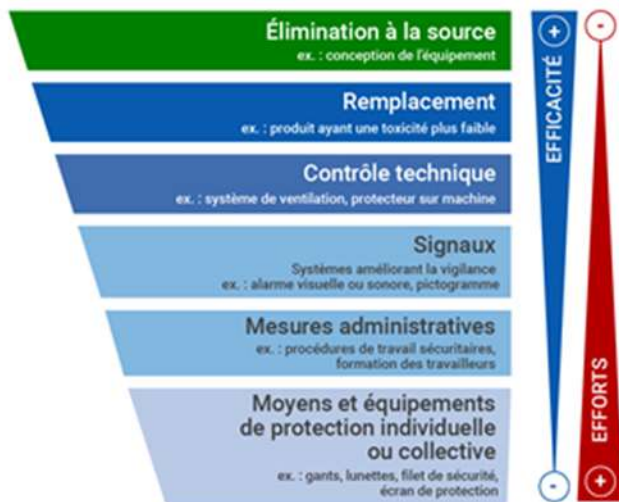 Élimination à la source
ex. : conception de l'équipement
Remplacement
ex. : produit ayant une toxicité plus faible
Contrôle technique
ex. : système de ventilation, protecteur sur machine
Signaux
Systèmes améliorant la vigilance
ex. : alarme visuelle ou sonore, pictogramme
Mesures administratives
ex. : procédures de travail sécuritaires,
formation des travailleurs
Moyens et équipements
de protection individuelle
ou collective
ex. : gants, lunettes, filet de sécurité,
écran de protection
+
EFFICACITÉ
-
-
EFFORTS
+